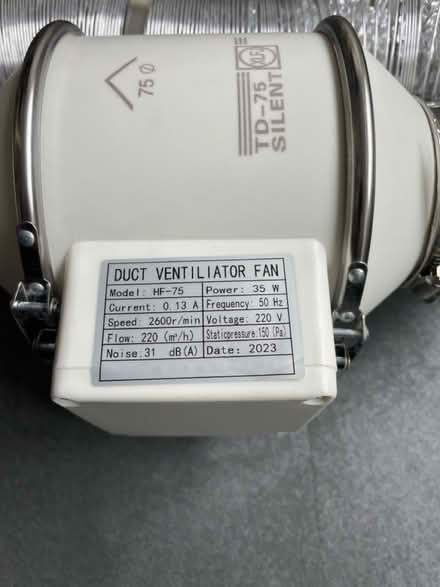 75 Ø
TD-75
SILENT
DUCT VENTILIATOR FAN
Model: HF-75 Power: 35 W
Current: 0.13 A Frequency: 50 Hz
Speed: 2600r/min Voltage: 220 V
Flow: 220 (m³/h) Staticpressure:150(Pa)
Noise:31 dB(A) Date: 2023